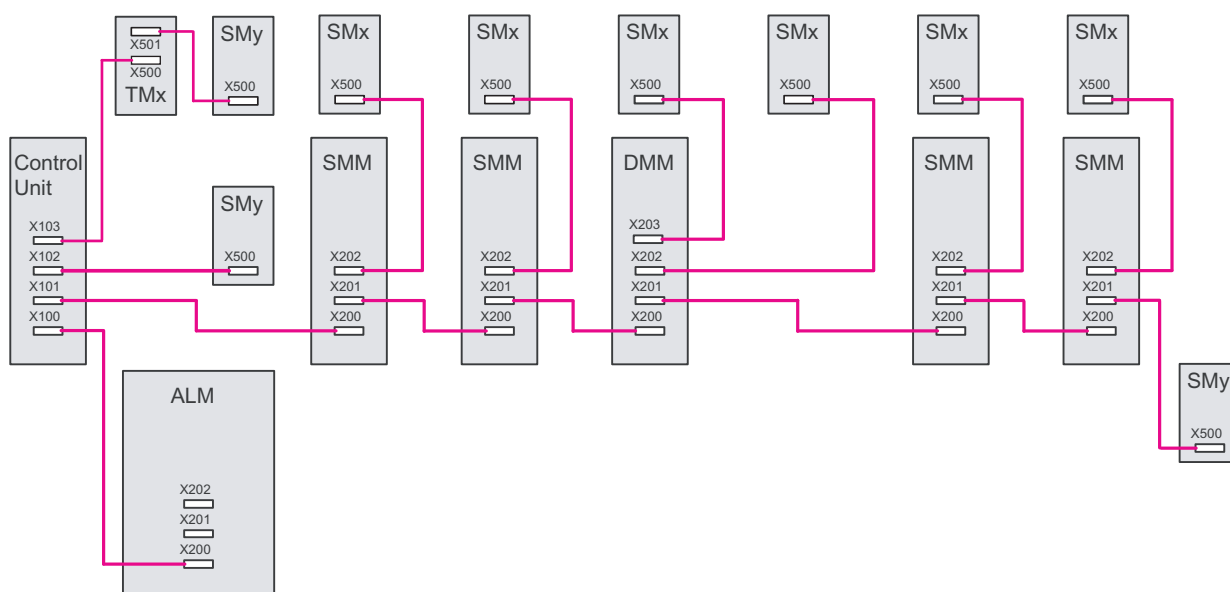 X501
X500
TMx
SMy
X500
SMx
X500
SMx
X500
SMx
X500
SMx
X500
SMx
X500
SMx
X500
Control
Unit
X103
X102
X101
X100
SMy
X500
SMM
X202
X201
X200
SMM
X202
X201
X200
DMM
X203
X202
X201
X200
SMM
X202
X201
X200
SMM
X202
X201
X200
ALM
X202
X201
X200
SMy
X500